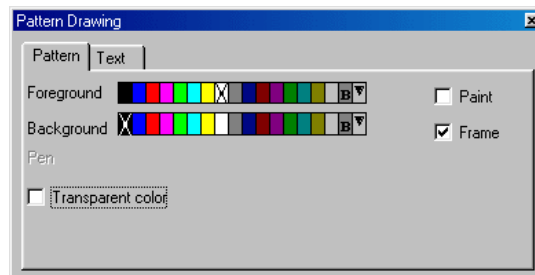 Pattern Drawing
Pattern Text
Foreground B Paint
Background B Frame
Pen
Transparent color